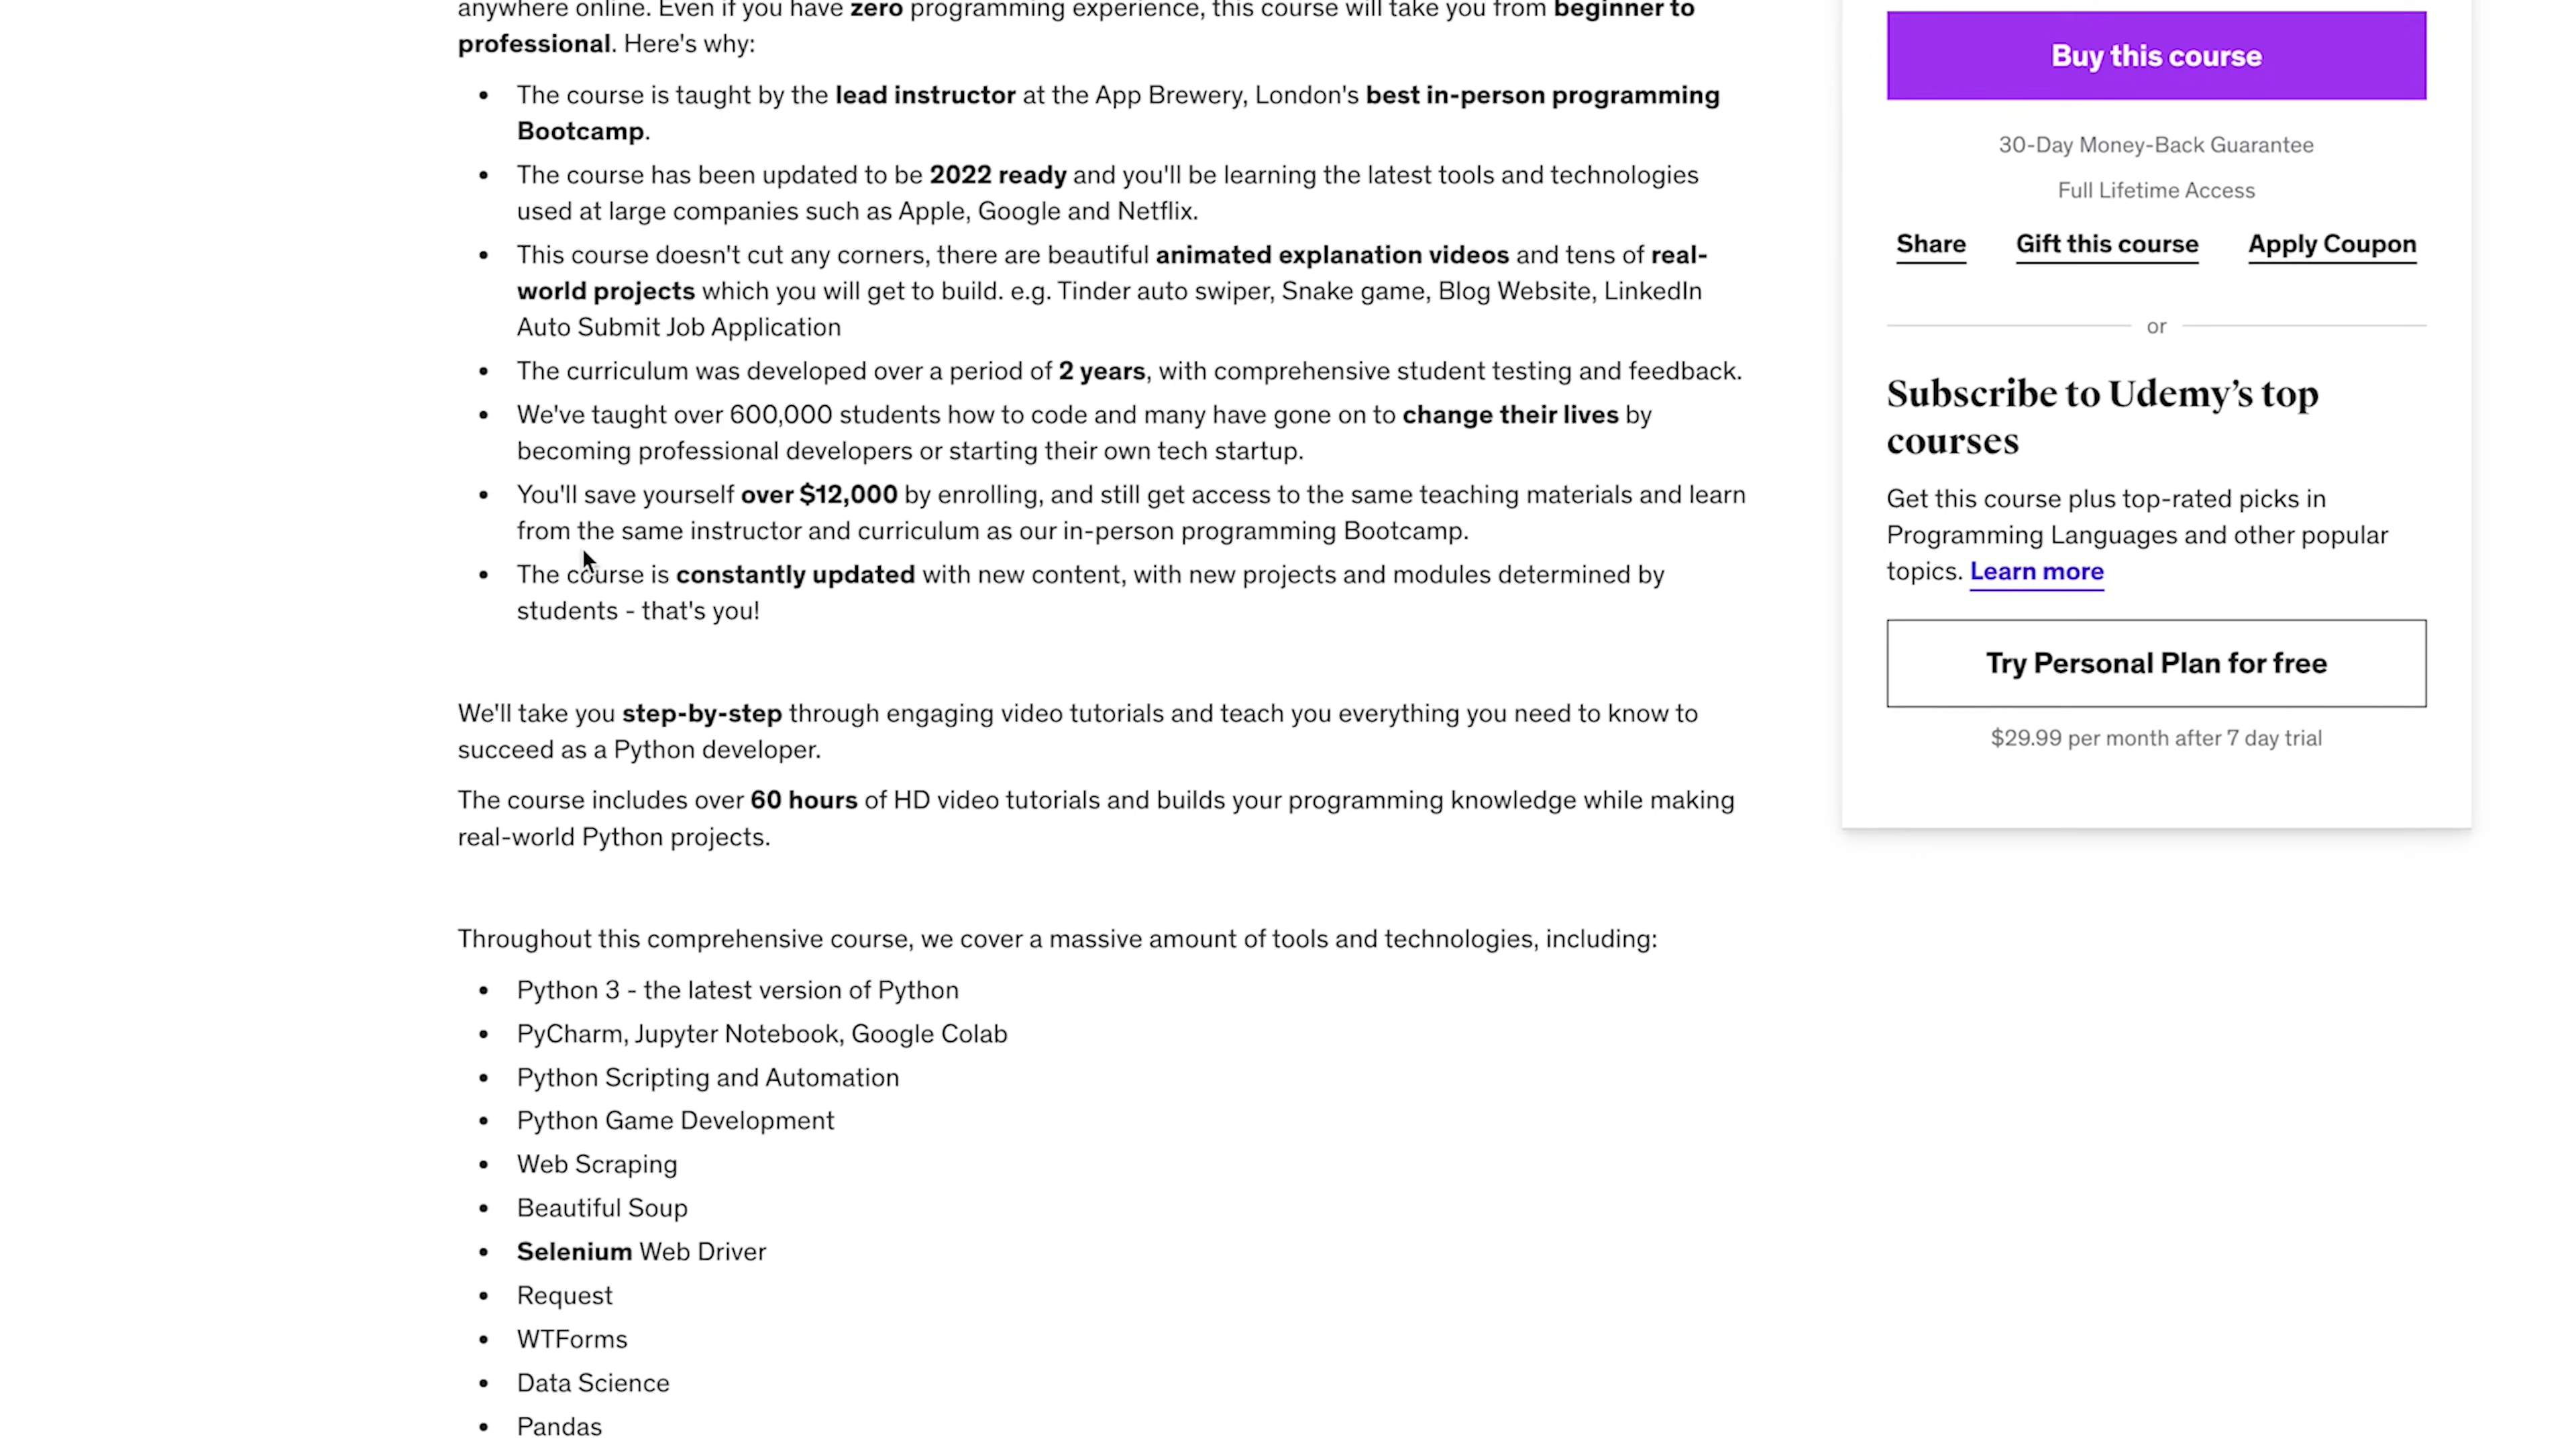 anywhere online. Even if you have zero programming experience, this course will take you from beginner to
professional. Here's why:
• The course is taught by the lead instructor at the App Brewery, London's best in-person programming
Bootcamp.
• The course has been updated to be 2022 ready and you'll be learning the latest tools and technologies
used at large companies such as Apple, Google and Netflix.
• This course doesn't cut any corners, there are beautiful animated explanation videos and tens of real-
world projects which you will get to build. e.g. Tinder auto swiper, Snake game, Blog Website, LinkedIn
Auto Submit Job Application
• The curriculum was developed over a period of 2 years, with comprehensive student testing and feedback.
• We've taught over 600,000 students how to code and many have gone on to change their lives by
becoming professional developers or starting their own tech startup.
• You'll save yourself over $12,000 by enrolling, and still get access to the same teaching materials and learn
from the same instructor and curriculum as our in-person programming Bootcamp.
• The course is constantly updated with new content, with new projects and modules determined by
students - that's you!
We'll take you step-by-step through engaging video tutorials and teach you everything you need to know to
succeed as a Python developer.
The course includes over 60 hours of HD video tutorials and builds your programming knowledge while making
real-world Python projects.
Throughout this comprehensive course, we cover a massive amount of tools and technologies, including:
• Python 3 - the latest version of Python
• PyCharm, Jupyter Notebook, Google Colab
• Python Scripting and Automation
• Python Game Development
• Web Scraping
• Beautiful Soup
• Selenium Web Driver
• Request
• WTForms
• Data Science
• Pandas
Buy this course
30-Day Money-Back Guarantee
Full Lifetime Access
Share Gift this course Apply Coupon
or
Subscribe to Udemy's top
courses
Get this course plus top-rated picks in
Programming Languages and other popular
topics. Learn more
Try Personal Plan for free
$29.99 per month after 7 day trial